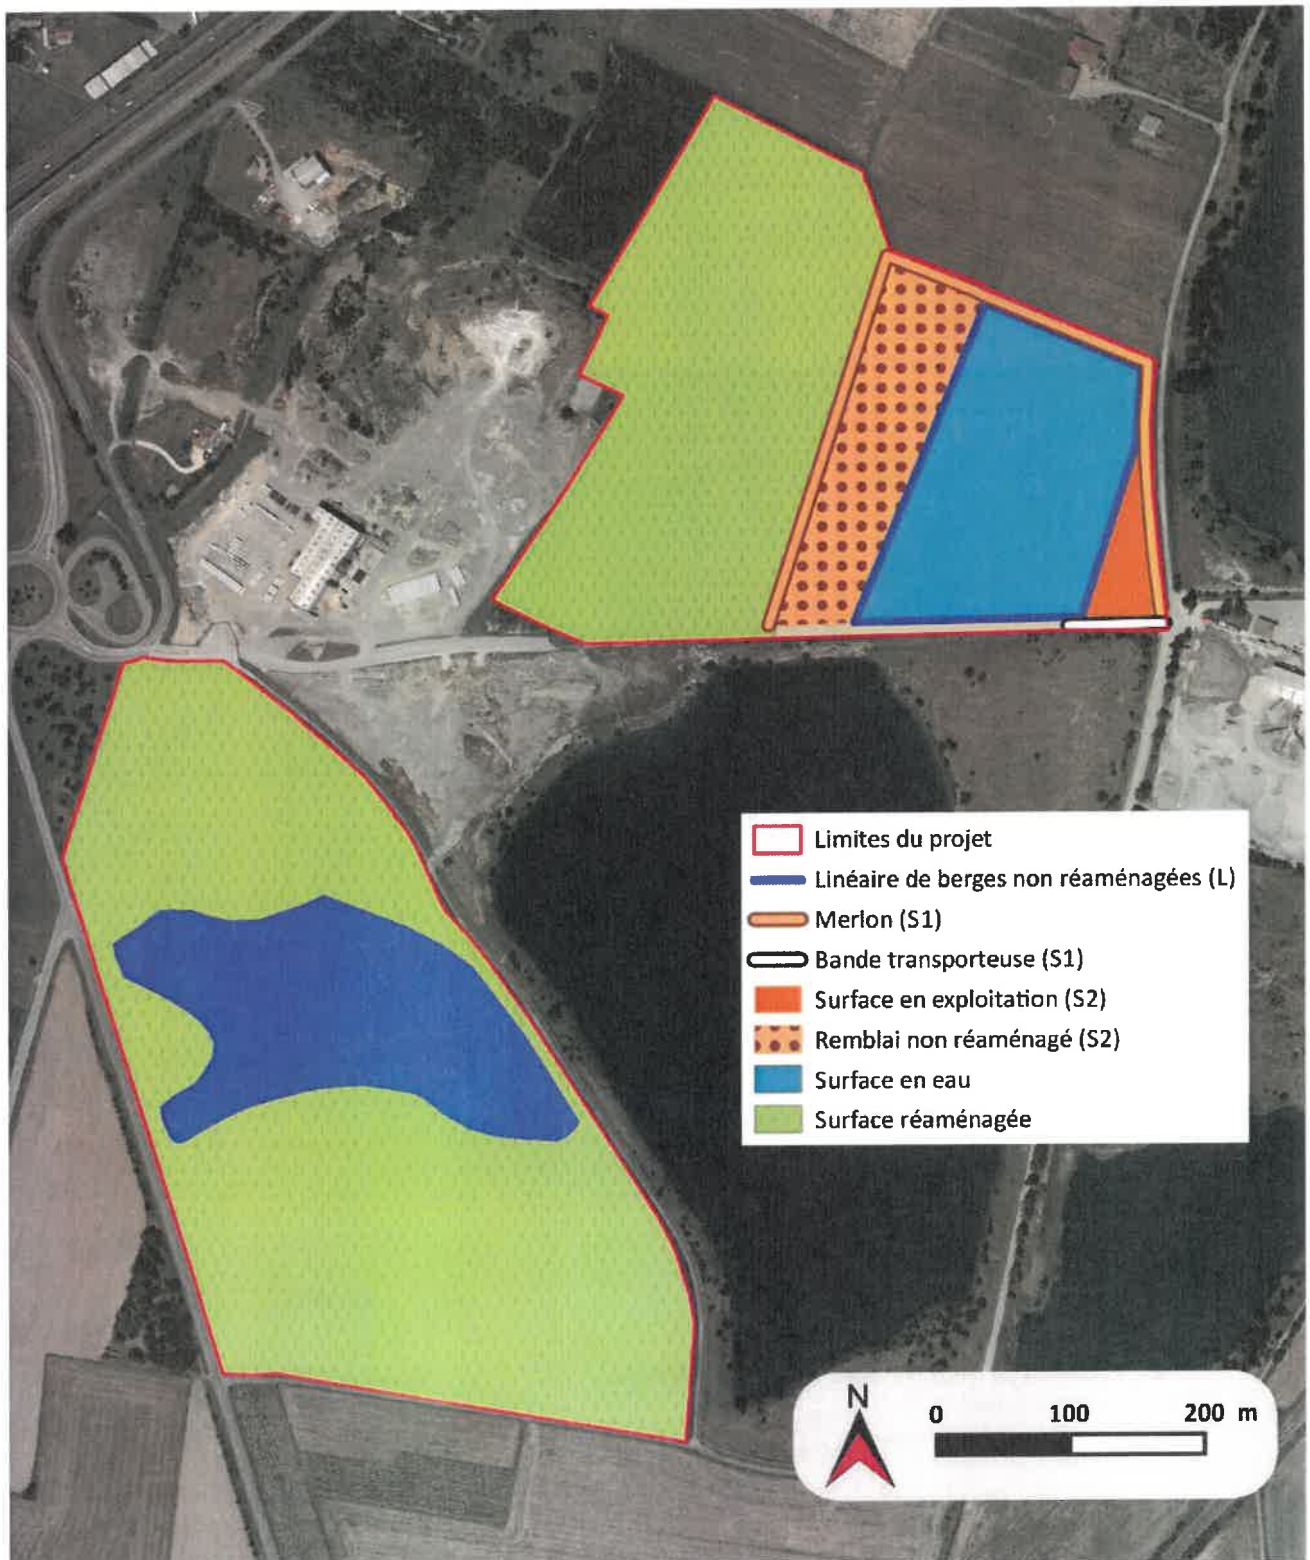 Limites du projet
Linéaire de berges non réaménagées (L)
Merlon (S1)
Bande transporteuse (S1)
Surface en exploitation (S2)
Remblai non réaménagé (S2)
Surface en eau
Surface réaménagée
N
0 100 200 m